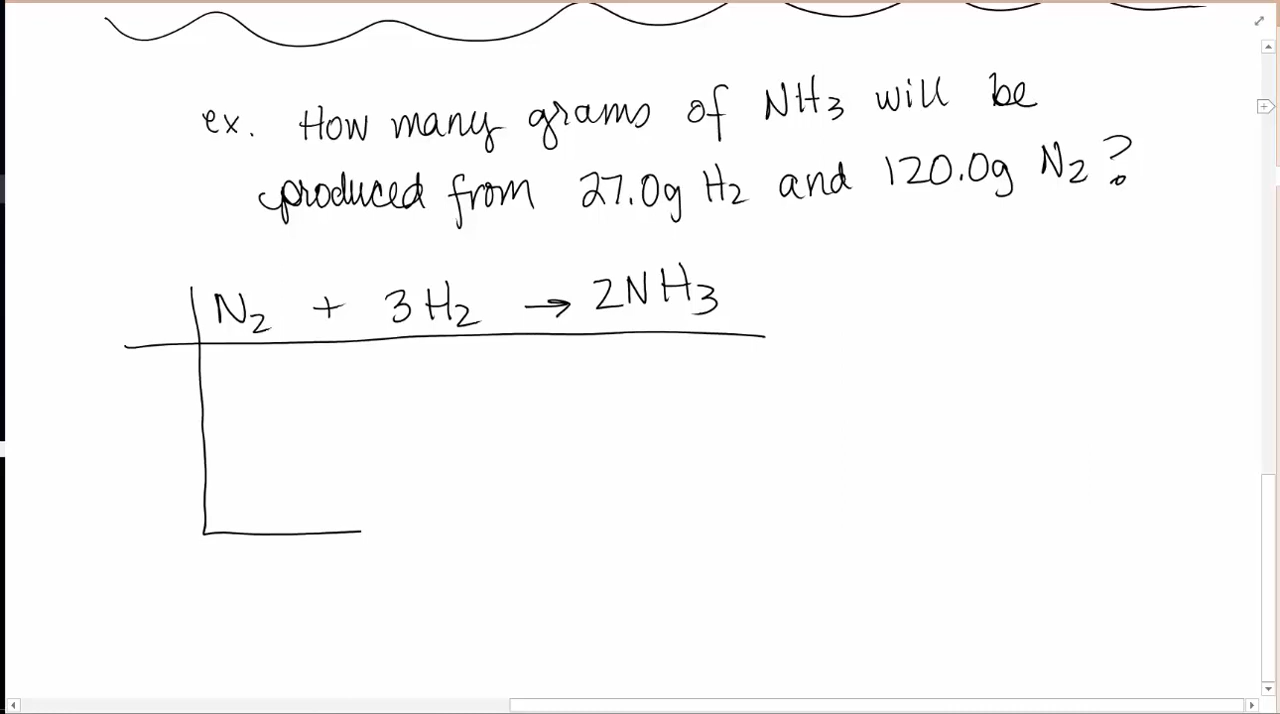 ex. How many grams of NH3 will be
produced from 27.0g H2 and 120.0g N2?
N2 + 3H2 → 2NH3